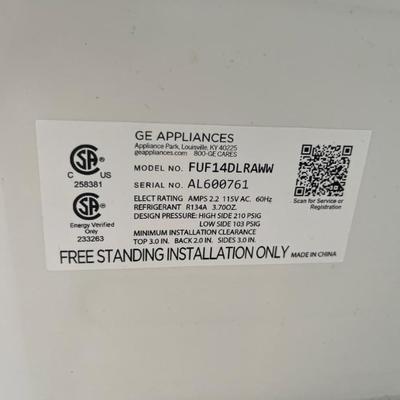 GE APPLIANCES
Appliance Park, Louisville, KY 40225
geappliances.com 800-GE CARES
MODEL NO. FUF14DLRAWW
SERIAL NO. AL600761
ELECT RATING AMPS 2.2 115V AC. 60Hz
REFRIGERANT R134A 3.70OZ.
DESIGN PRESSURE: HIGH SIDE 210 PSIG
LOW SIDE 103 PSIG
MINIMUM INSTALLATION CLEARANCE
TOP 3.0 IN. BACK 2.0 IN. SIDES 3.0 IN.
FREE STANDING INSTALLATION ONLY MADE IN CHINA
SA
C US
258381
SA
Energy Verified
233263
Scan for Service or
Registration